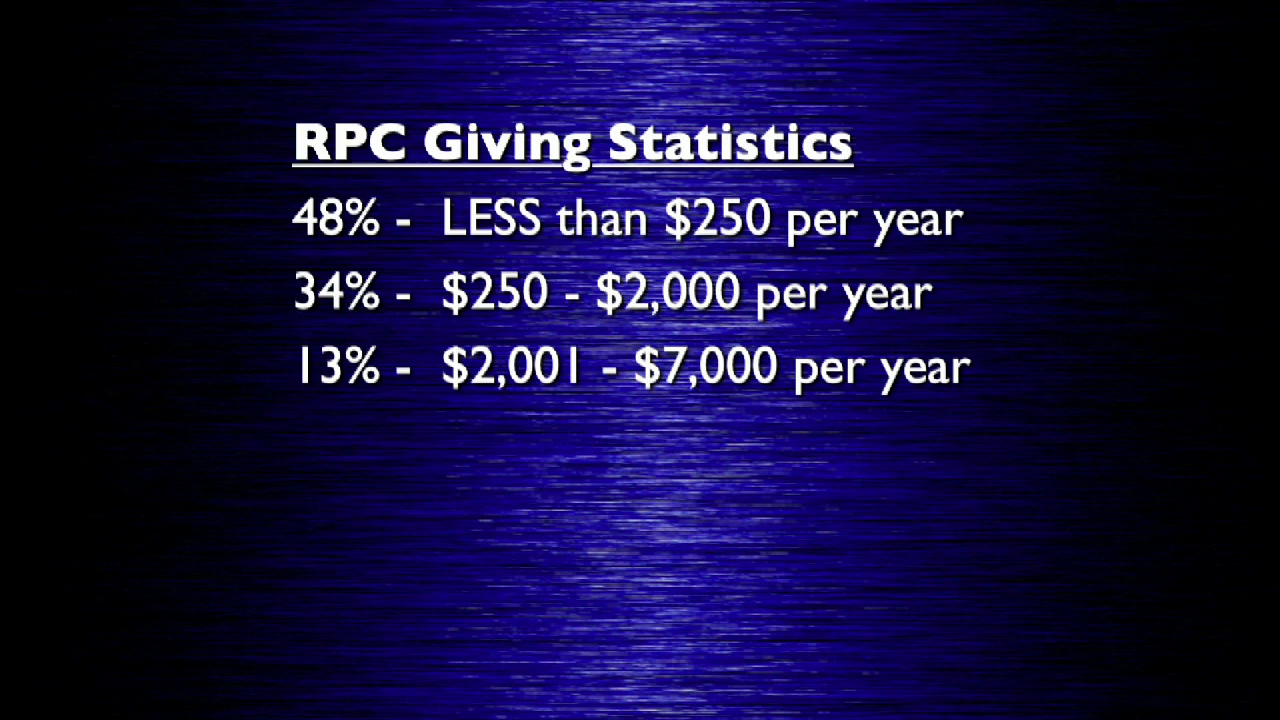 RPC Giving Statistics
48% - LESS than $250 per year
34% - $250 - $2,000 per year
13% - $2,001 - $7,000 per year